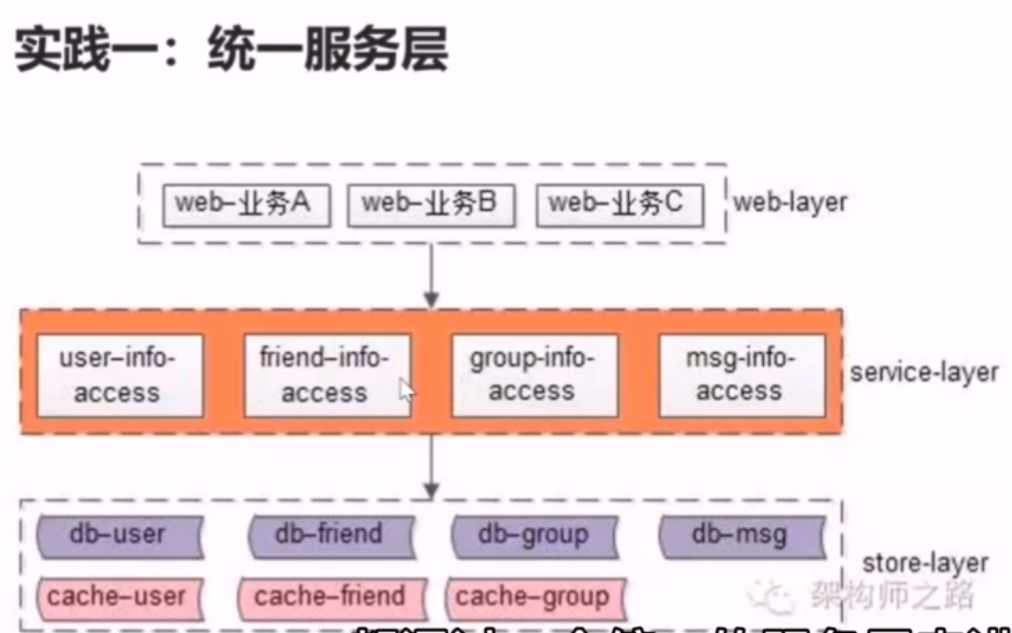 实践一：统一服务层
web-业务A web-业务B web-业务C web-layer
user-info-access friend-info-access group-info-access msg-info-access service-layer
db-user db-friend db-group db-msg
store-layer
cache-user cache-friend cache-group
架构师之路